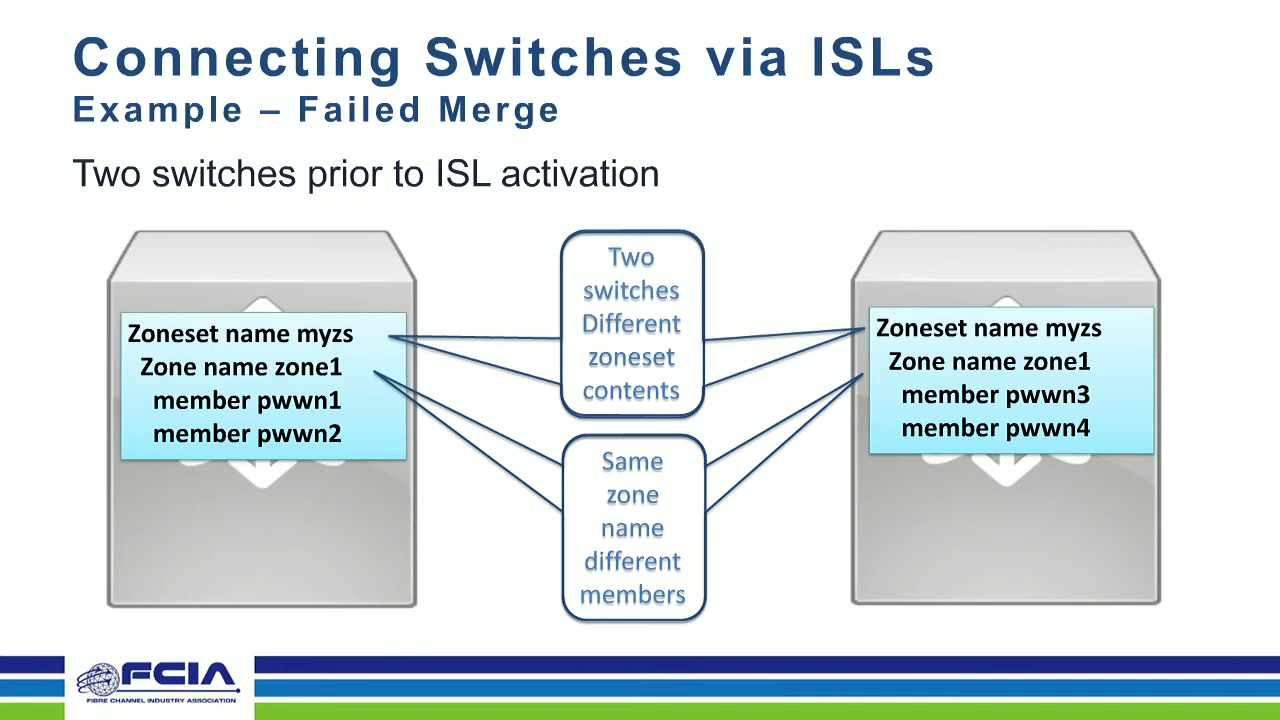 Connecting Switches via ISLs
Example – Failed Merge
Two switches prior to ISL activation
Zoneset name myzs
Zone name zone1
member pwwn1
member pwwn2
Two
switches
Different
zoneset
contents
Same
zone
name
different
members
Zoneset name myzs
Zone name zone1
member pwwn3
member pwwn4
FCIA
FIBRE CHANNEL INDUSTRY ASSOCIATION